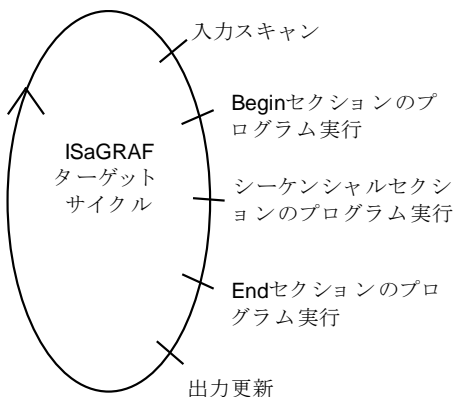 入力スキャン
Beginセクションのプ
ログラム実行
ISaGRAF
ターゲット
サイクル
シーケンシャルセクシ
ョンのプログラム実行
Endセクションのプロ
グラム実行
出力更新